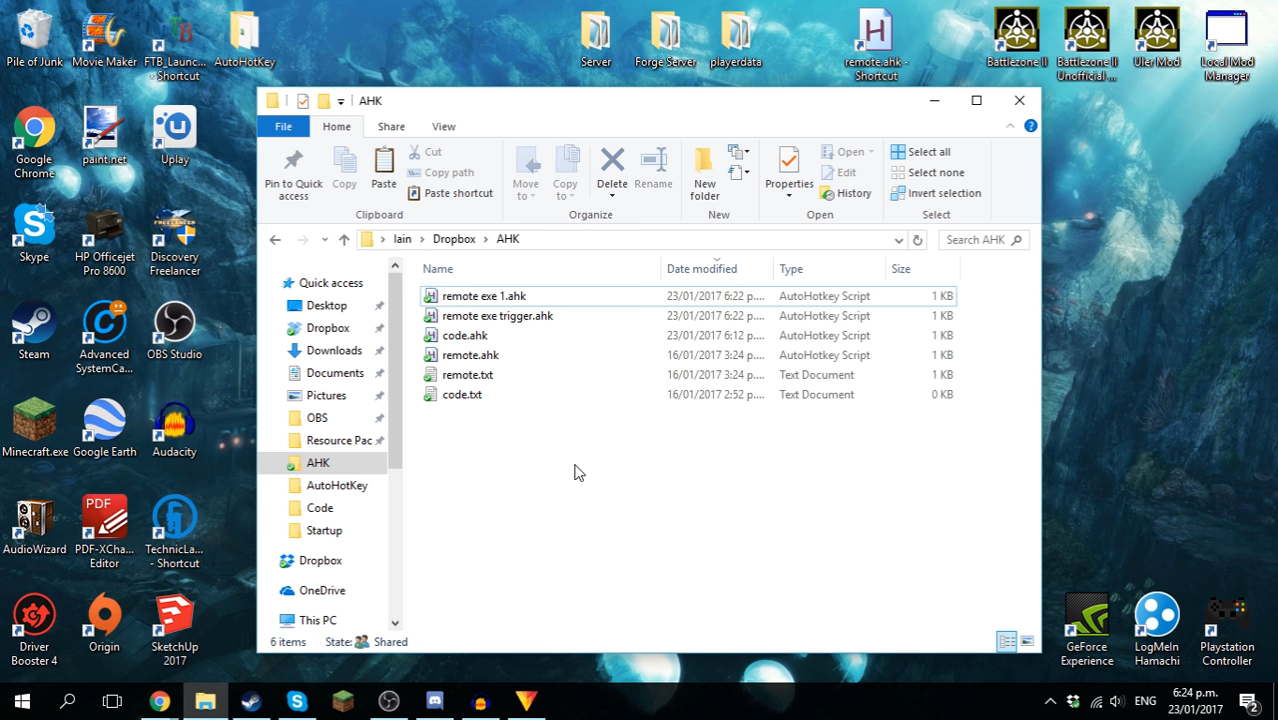 Pile of Junk
Movie Maker
FTB_Launc... - Shortcut
AutoHotKey
Server
Forge Server
playerdata
remote.ahk - Shortcut
Battlezone II
Battlezone II Unofficial ...
Uler Mod
Local Mod Manager
AHK
File
Home
Share
View
Pin to Quick access
Copy
Paste
Cut
Copy path
Paste shortcut
Clipboard
Move to
Copy to
Delete
Rename
Organize
New folder
New
Properties
Open
Edit
History
Open
Select all
Select none
Invert selection
Select
Iain > Dropbox > AHK
Search AHK
Name
Date modified
Type
Size
remote exe 1.ahk 23/01/2017 6:22 p.... AutoHotkey Script 1 KB
remote exe trigger.ahk 23/01/2017 6:22 p.... AutoHotkey Script 1 KB
code.ahk 23/01/2017 6:12 p.... AutoHotkey Script 1 KB
remote.ahk 16/01/2017 3:24 p.... AutoHotkey Script 1 KB
remote.txt 16/01/2017 3:24 p.... Text Document 1 KB
code.txt 16/01/2017 2:52 p.... Text Document 0 KB
Quick access
Desktop
Dropbox
Downloads
Documents
Pictures
OBS
Resource Pac
AHK
AutoHotKey
Code
Startup
Dropbox
OneDrive
This PC
6 items State: Shared
Google Chrome
paint.net
Uplay
Skype
HP Officejet Pro 8600
Discovery Freelancer
Steam
Advanced SystemCa...
OBS Studio
Minecraft.exe
Google Earth
Audacity
AudioWizard
PDF
PDF-XCha... Editor
TechnicLa... - Shortcut
Driver Booster 4
Origin
SketchUp 2017
GeForce Experience
LogMeIn Hamachi
Playstation Controller
ENG
6:24 p.m.
23/01/2017
2